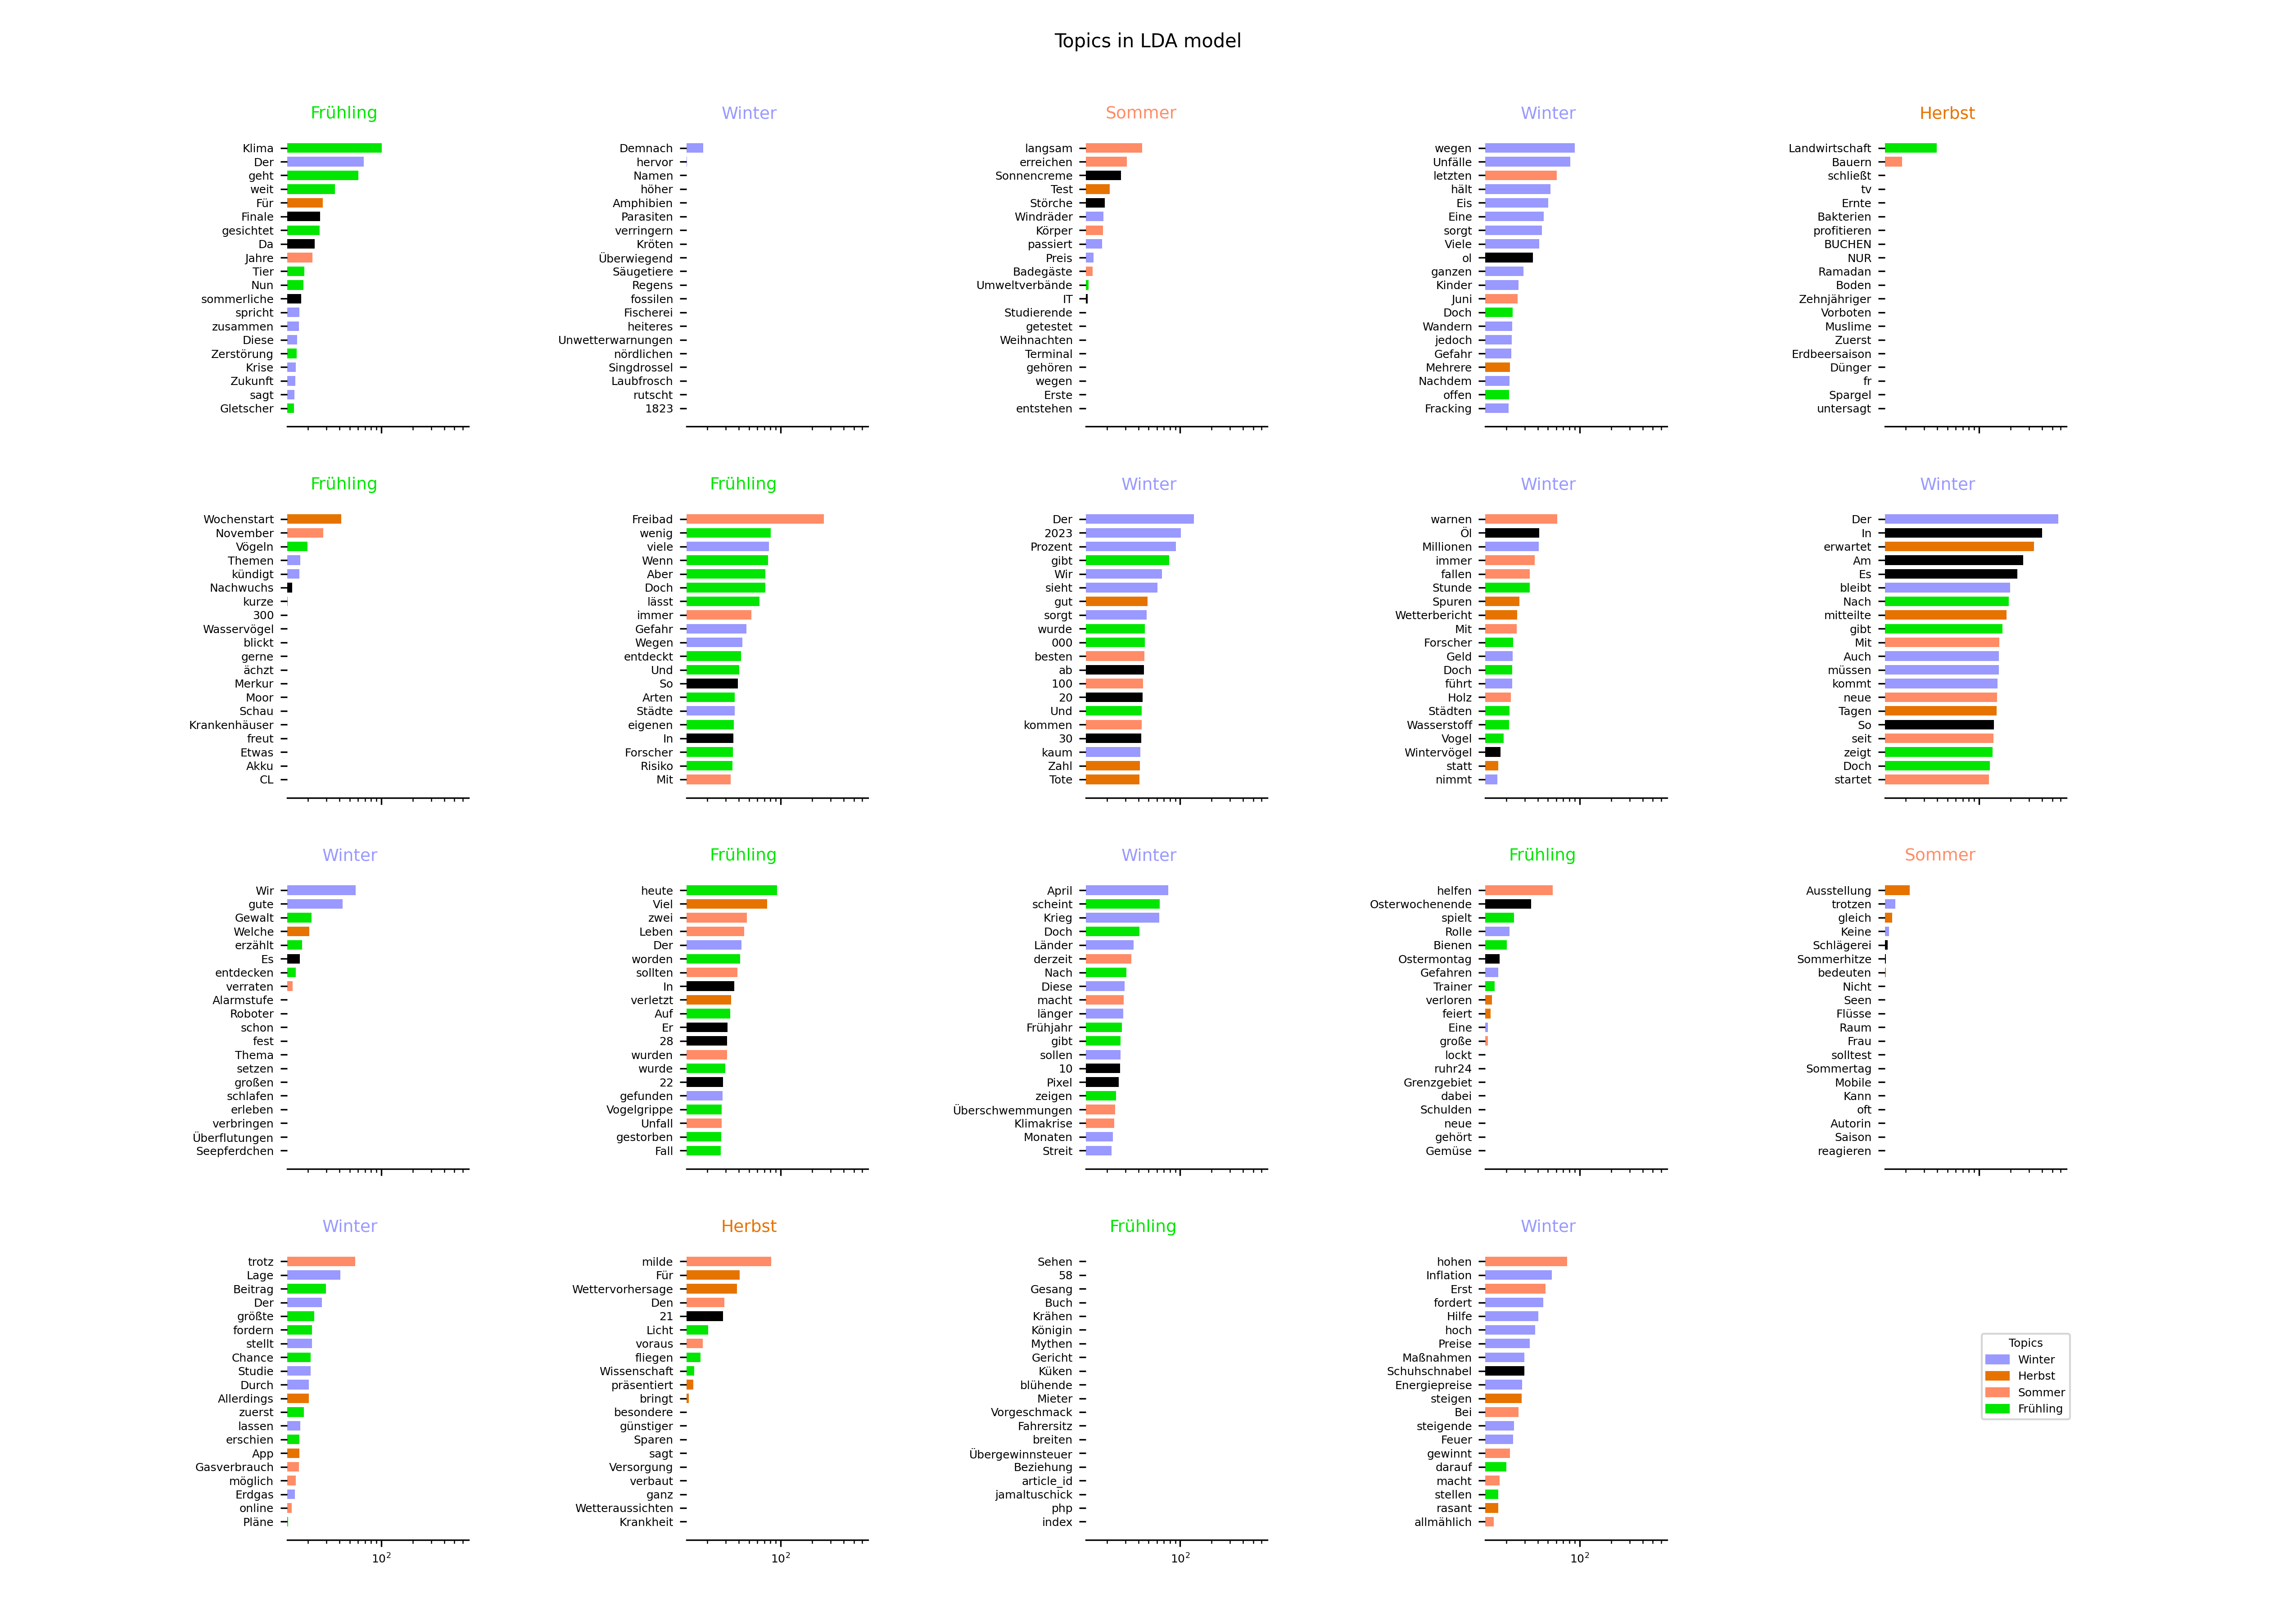 Topics in LDA model
Frühling
Klima
Der
geht
weit
Für
Finale
gesichtet
Da
Jahre
Tier
Nun
sommerliche
spricht
zusammen
Diese
Zerstörung
Krise
Zukunft
sagt
Gletscher
Winter
Demnach
hervor
Namen
höher
Amphibien
Parasiten
verringern
Kröten
Überwiegend
Säugetiere
Regens
fossilen
Fischerei
heiteres
Unwetterwarnungen
nördlichen
Singdrossel
Laubfrosch
rutscht
1823
Sommer
langsam
erreichen
Sonnencreme
Test
Störche
Windräder
Körper
passiert
Preis
Badegäste
Umweltverbände
IT
Studierende
getestet
Weihnachten
Terminal
gehören
wegen
Erste
entstehen
Winter
wegen
Unfälle
letzten
hält
Eis
Eine
sorgt
Viele
ol
ganzen
Kinder
Juni
Doch
Wandern
jedoch
Gefahr
Mehrere
Nachdem
offen
Fracking
Herbst
Landwirtschaft
Bauern
schließt
tv
Ernte
Bakterien
profitieren
BUCHEN
NUR
Ramadan
Boden
Zehnjähriger
Vorboten
Muslime
Zuerst
Erdbeersaison
Dünger
fr
Spargel
untersagt
Frühling
Wochenstart
November
Vögeln
Themen
kündigt
Nachwuchs
kurze
300
Wasservögel
blickt
gerne
ächzt
Merkur
Moor
Schau
Krankenhäuser
freut
Etwas
Akku
CL
Frühling
Freibad
wenig
viele
Wenn
Aber
Doch
lässt
immer
Gefahr
Wegen
entdeckt
Und
So
Arten
Städte
eigenen
In
Forscher
Risiko
Mit
Winter
Der
2023
Prozent
gibt
Wir
sieht
gut
sorgt
wurde
000
besten
ab
100
20
Und
kommen
30
kaum
Zahl
Tote
Winter
warnen
Öl
Millionen
immer
fallen
Stunde
Spuren
Wetterbericht
Mit
Forscher
Geld
Doch
führt
Holz
Städten
Wasserstoff
Vogel
Wintervögel
statt
nimmt
Winter
Der
In
erwartet
Am
Es
bleibt
Nach
mitteilte
gibt
Mit
Auch
müssen
kommt
neue
Tagen
So
seit
zeigt
Doch
startet
Winter
Wir
gute
Gewalt
Welche
erzählt
Es
entdecken
verraten
Alarmstufe
Roboter
schon
fest
Thema
setzen
großen
schlafen
erleben
verbringen
Überflutungen
Seepferdchen
Frühling
heute
Viel
zwei
Leben
Der
worden
sollten
In
verletzt
Auf
Er
28
wurden
wurde
22
gefunden
Vogelgrippe
Unfall
gestorben
Fall
Winter
April
scheint
Krieg
Doch
Länder
derzeit
Nach
Diese
macht
länger
Frühjahr
gibt
sollen
10
Pixel
zeigen
Überschwemmungen
Klimakrise
Monaten
Streit
Frühling
helfen
Osterwochenende
spielt
Rolle
Bienen
Ostermontag
Gefahren
Trainer
verloren
feiert
Eine
große
lockt
ruhr24
Grenzgebiet
dabei
Schulden
neue
gehört
Gemüse
Sommer
Ausstellung
trotzen
gleich
Keine
Schlägerei
Sommerhitze
bedeuten
Nicht
Seen
Flüsse
Raum
Frau
solltest
Sommertag
Mobile
Kann
oft
Autorin
Saison
reagieren
Winter
trotz
Lage
Beitrag
Der
größte
fordern
stellt
Chance
Studie
Durch
Allerdings
zuerst
lassen
erschien
App
Gasverbrauch
möglich
Erdgas
online
Pläne
10²
Herbst
milde
Für
Wettervorhersage
Den
21
Licht
voraus
fliegen
Wissenschaft
präsentiert
bringt
besondere
günstiger
Sparen
sagt
Versorgung
verbaut
ganz
Wetteraussichten
Krankheit
10²
Frühling
Sehen
58
Gesang
Buch
Krähen
Königin
Mythen
Gericht
Küken
blühende
Mieter
Vorgeschmack
Fahrersitz
breiten
Übergewinnsteuer
Beziehung
article_id
jamaltuschick
php
index
10²
Winter
hohen
Inflation
Erst
fordert
Hilfe
hoch
Preise
Maßnahmen
Schuhschnabel
Energiepreise
steigen
Bei
steigende
Feuer
gewinnt
darauf
macht
stellen
rasant
allmählich
10²
Topics
Winter
Herbst
Sommer
Frühling